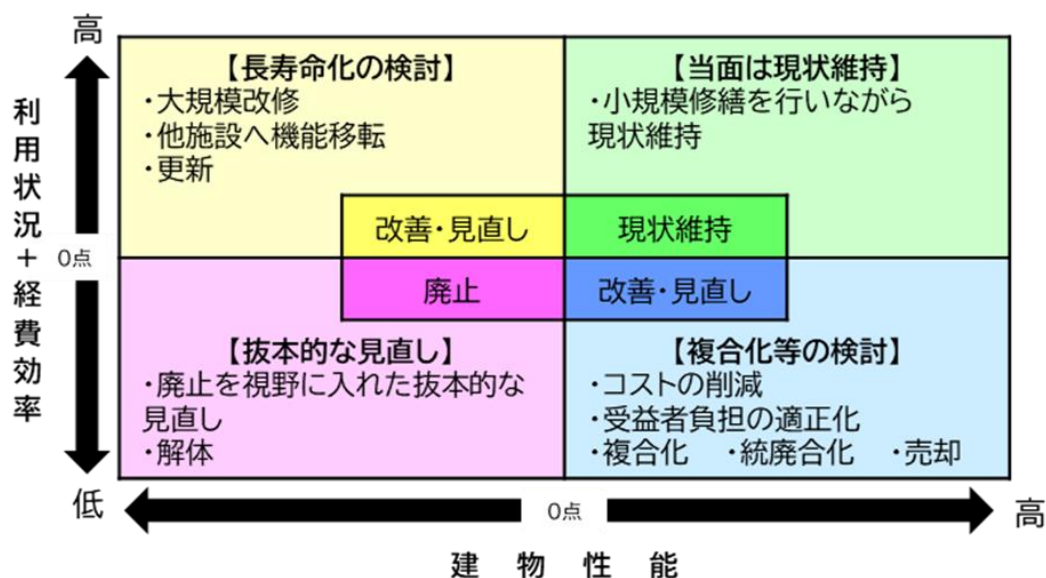 高
利用状況＋経費効率
0点
低
【長寿命化の検討】
・大規模改修
・他施設へ機能移転
・更新
改善・見直し
【当面は現状維持】
・小規模修繕を行いながら
現状維持
現状維持
廃止
【抜本的な見直し】
・廃止を視野に入れた抜本的な
見直し
・解体
改善・見直し
【複合化等の検討】
・コストの削減
・受益者負担の適正化
・複合化　・統廃合化　・売却
0点
高
建物性能